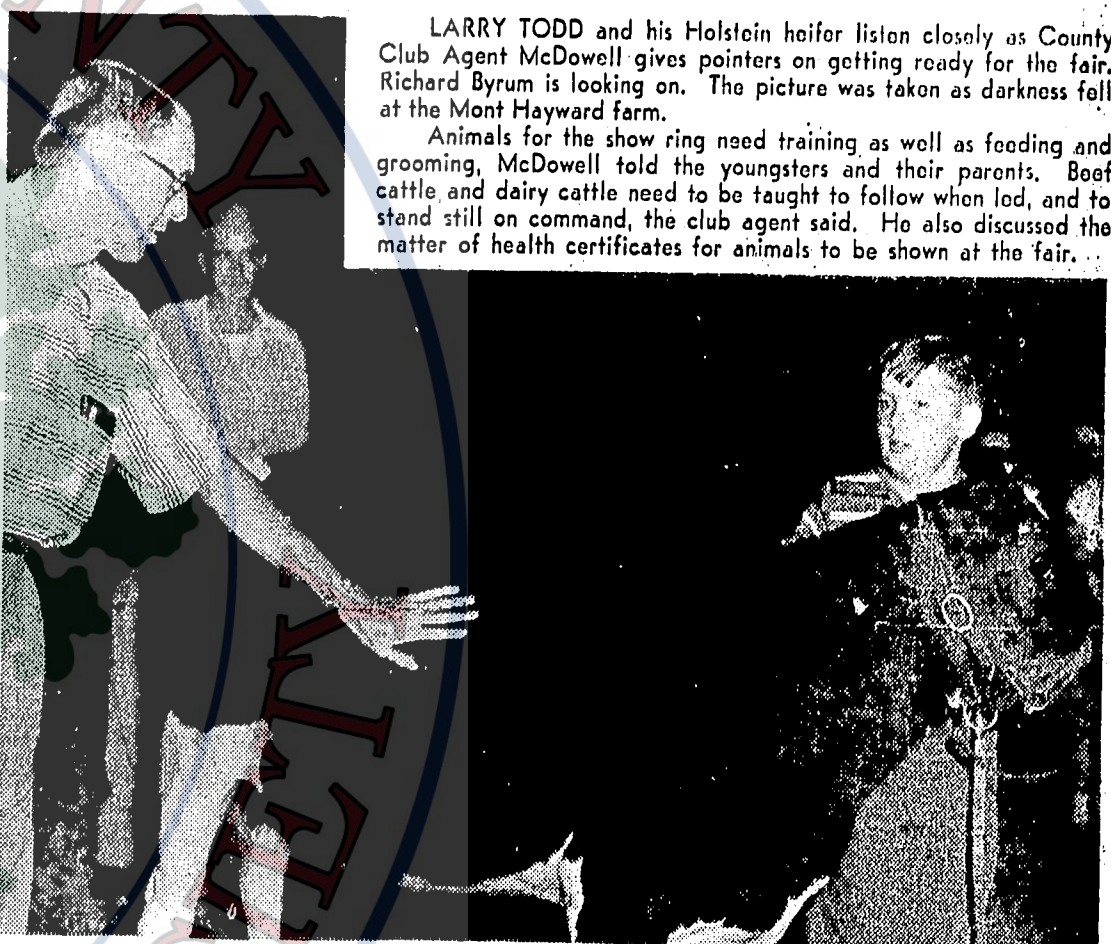 LARRY TODD and his Holstein heifer listen closely as County
Club Agent McDowell gives pointers on getting ready for the fair.
Richard Byrum is looking on. The picture was taken as darkness fell
at the Mont Hayward farm.
Animals for the show ring need training as well as feeding and
grooming, McDowell told the youngsters and their parents. Beef
cattle and dairy cattle need to be taught to follow when led, and to
stand still on command, the club agent said. He also discussed the
matter of health certificates for animals to be shown at the fair.
NTY
IETY